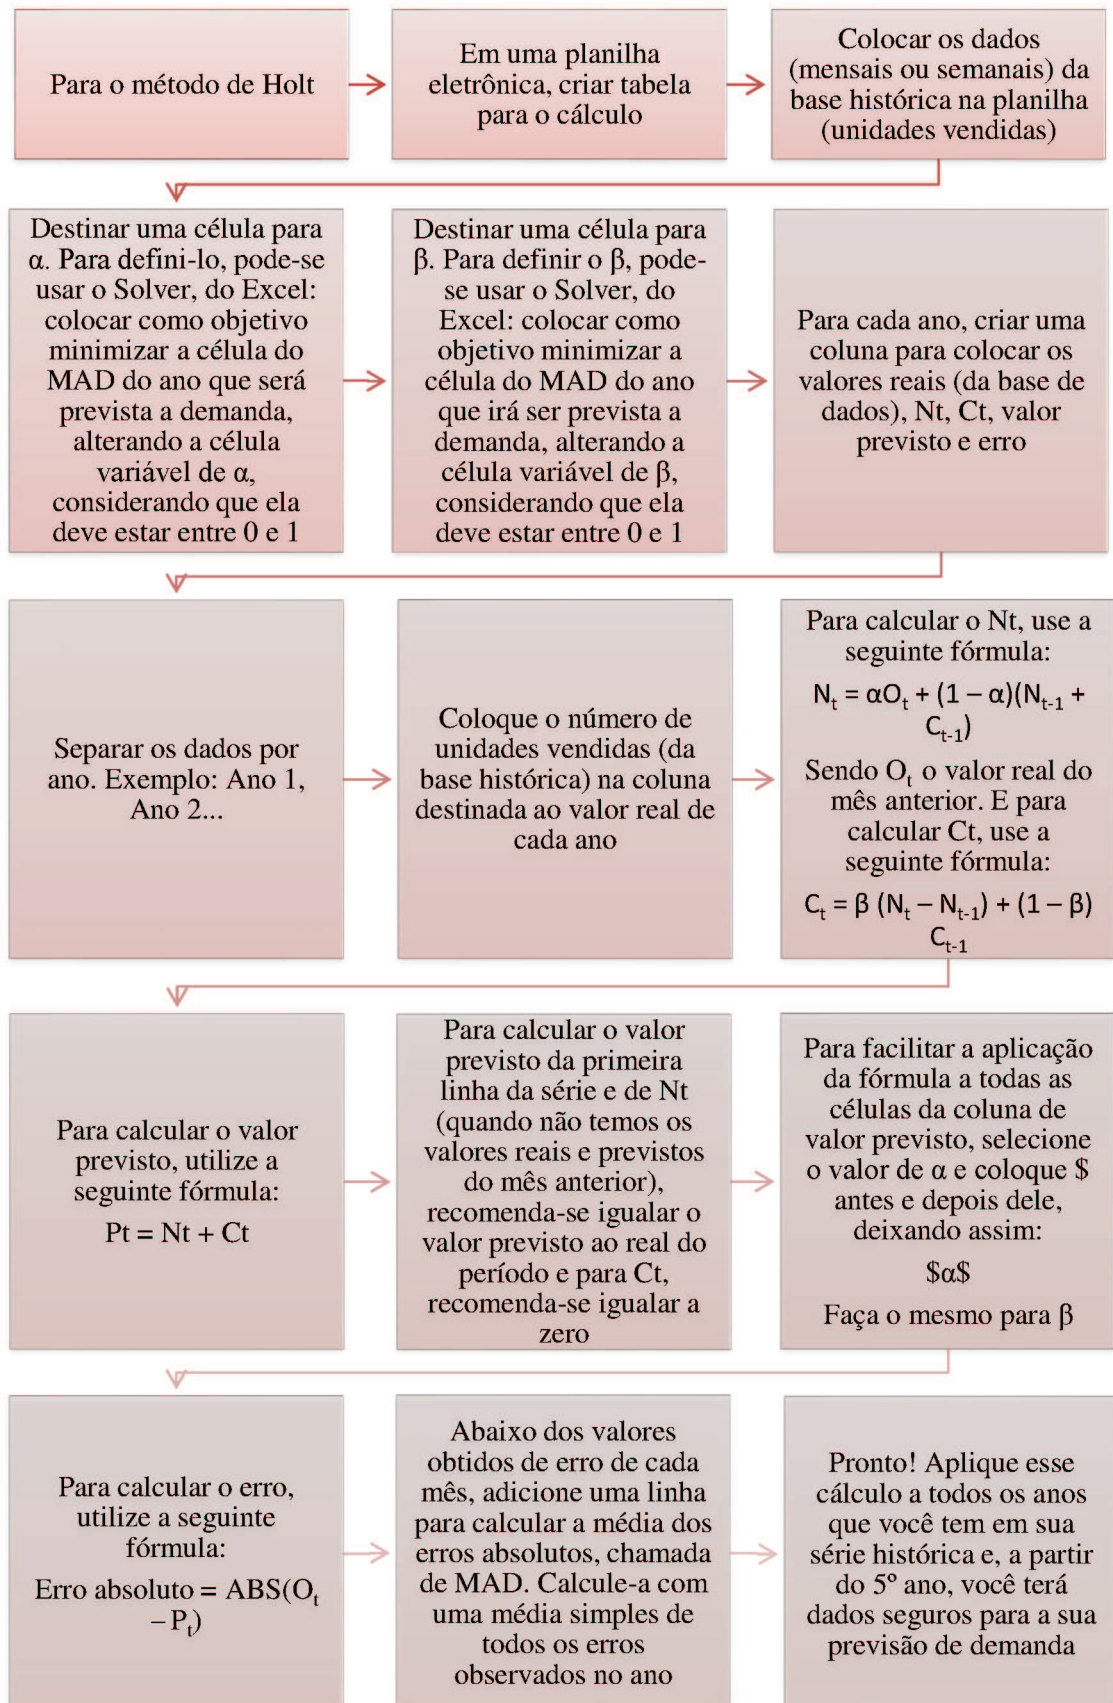 Para o método de Holt
Em uma planilha
eletrônica, criar tabela
para o cálculo
Colocar os dados
(mensais ou semanais) da
base histórica na planilha
(unidades vendidas)
Destinar uma célula para
α. Para defini-lo, pode-se
usar o Solver, do Excel:
colocar como objetivo
minimizar a célula do
MAD do ano que será
prevista a demanda,
alterando a célula
variável de α,
considerando que ela
deve estar entre 0 e 1
Destinar uma célula para
β. Para definir o β, pode-
se usar o Solver, do
Excel: colocar como
objetivo minimizar a
célula do MAD do ano
que irá ser prevista a
demanda, alterando a
célula variável de β,
considerando que ela
deve estar entre 0 e 1
Para cada ano, criar uma
coluna para colocar os
valores reais (da base de
dados), Nt, Ct, valor
previsto e erro
Separar os dados por
ano. Exemplo: Ano 1,
Ano 2...
Coloque o número de
unidades vendidas (da
base histórica) na coluna
destinada ao valor real de
cada ano
Para calcular o Nt, use a
seguinte fórmula:
Nₜ = αOₜ + (1 – α)(Nₜ₋₁ +
Cₜ₋₁)
Sendo Oₜ o valor real do
mês anterior. E para
calcular Ct, use a
seguinte fórmula:
Cₜ = β (Nₜ – Nₜ₋₁) + (1 – β)
Cₜ₋₁
Para calcular o valor
previsto, utilize a
seguinte fórmula:
Pt = Nt + Ct
Para calcular o valor
previsto da primeira
linha da série e de Nt
(quando não temos os
valores reais e previstos
do mês anterior),
recomenda-se igualar o
valor previsto ao real do
período e para Ct,
recomenda-se igualar a
zero
Para facilitar a aplicação
da fórmula a todas as
células da coluna de
valor previsto, selecione
o valor de α e coloque $
antes e depois dele,
deixando assim:
$α$
Faça o mesmo para β
Para calcular o erro,
utilize a seguinte
fórmula:
Erro absoluto = ABS(Oₜ
– Pₜ)
Abaixo dos valores
obtidos de erro de cada
mês, adicione uma linha
para calcular a média dos
erros absolutos, chamada
de MAD. Calcule-a com
uma média simples de
todos os erros
observados no ano
Pronto! Aplique esse
cálculo a todos os anos
que você tem em sua
série histórica e, a partir
do 5º ano, você terá
dados seguros para a sua
previsão de demanda